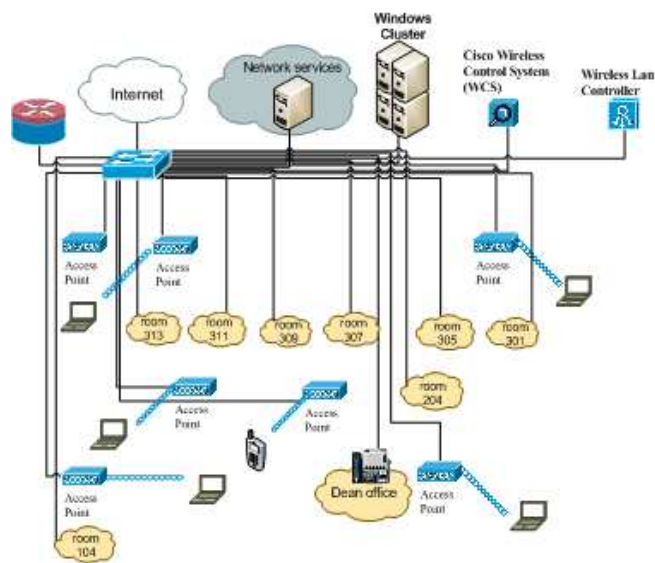 Windows
Cluster
Internet
Network services
Cisco Wireless
Control System
(WCS)
Wireless Lan
Controller
Access
Point
Access
Point
Access
Point
room
313
room
311
room
309
room
307
room
305
room
301
room
204
Access
Point
Access
Point
Access
Point
Dean office
Access
Point
room
104